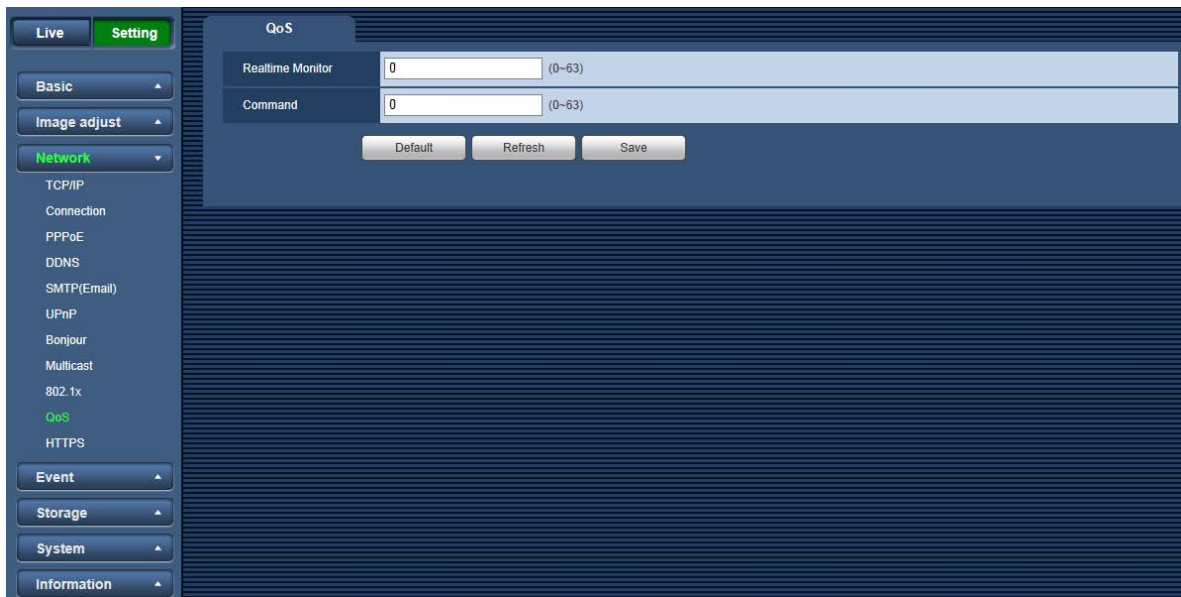 Live Setting
Basic
Image adjust
Network
TCP/IP
Connection
PPPoE
DDNS
SMTP(Email)
UPnP
Bonjour
Multicast
802.1x
QoS
HTTPS
Event
Storage
System
Information
QoS
Realtime Monitor 0 (0~63)
Command 0 (0~63)
Default Refresh Save